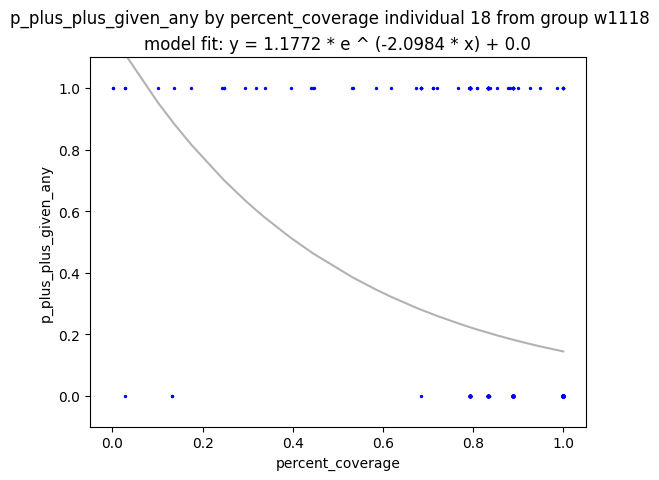 p_plus_plus_given_any by percent_coverage individual 18 from group w1118
model fit: y = 1.1772 * e ^ (-2.0984 * x) + 0.0
1.0
0.8
0.6
0.4
0.2
0.0
p_plus_plus_given_any
0.0 0.2 0.4 0.6 0.8 1.0
percent_coverage